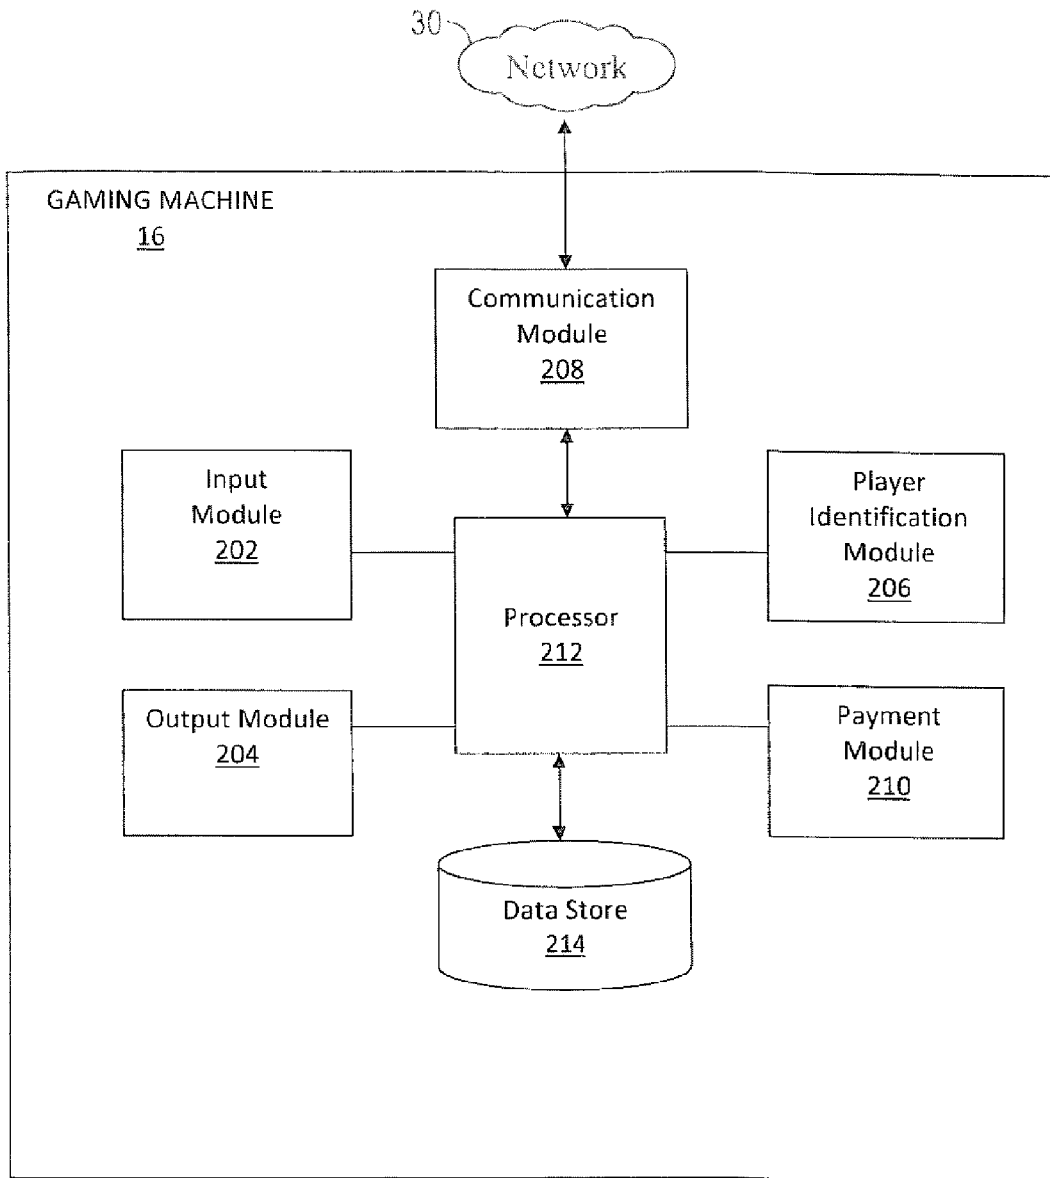 30
Network
GAMING MACHINE
16
Communication
Module
208
Input
Module
202
Player
Identification
Module
206
Processor
212
Output Module
204
Payment
Module
210
Data Store
214